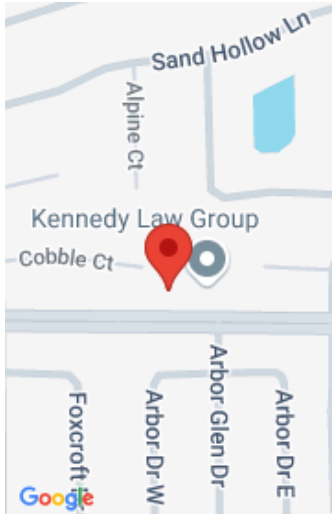 Sand Hollow Ln
Alpine Ct
Kennedy Law Group
Cobble Ct
Foxcroft
Arbor Dr W
Arbor Glen Dr
Arbor Dr E
Google